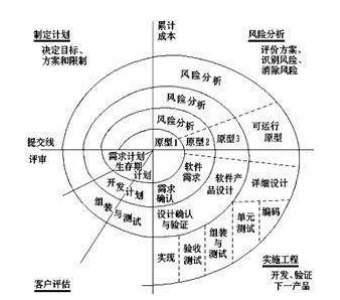 制定计划
决定目标、
方案和限制
累计
成本
风险分析
评价方案、
识别风险、
消除风险
风险分析
风险分析
风险分析
可运行
原型
原型1
原型2
原型3
提交线
评审
需求计划
生存期
计划
软件
需求
软件产
品设计
详细设计
开发计划
需求
确认
组装与测试
设计确认
与验证
组装
与
测试
单元
测试
编码
实现
验收
测试
客户评估
实施工程
开发、验证
下一产品